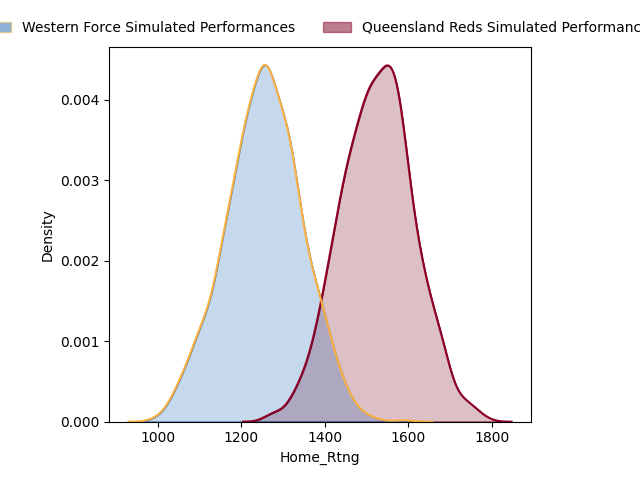 Western Force Simulated Performances
Queensland Reds Simulated Performanc
Density
0.004
0.003
0.002
0.001
0.000
1000 1200 1400 1600 1800
Home_Rtng